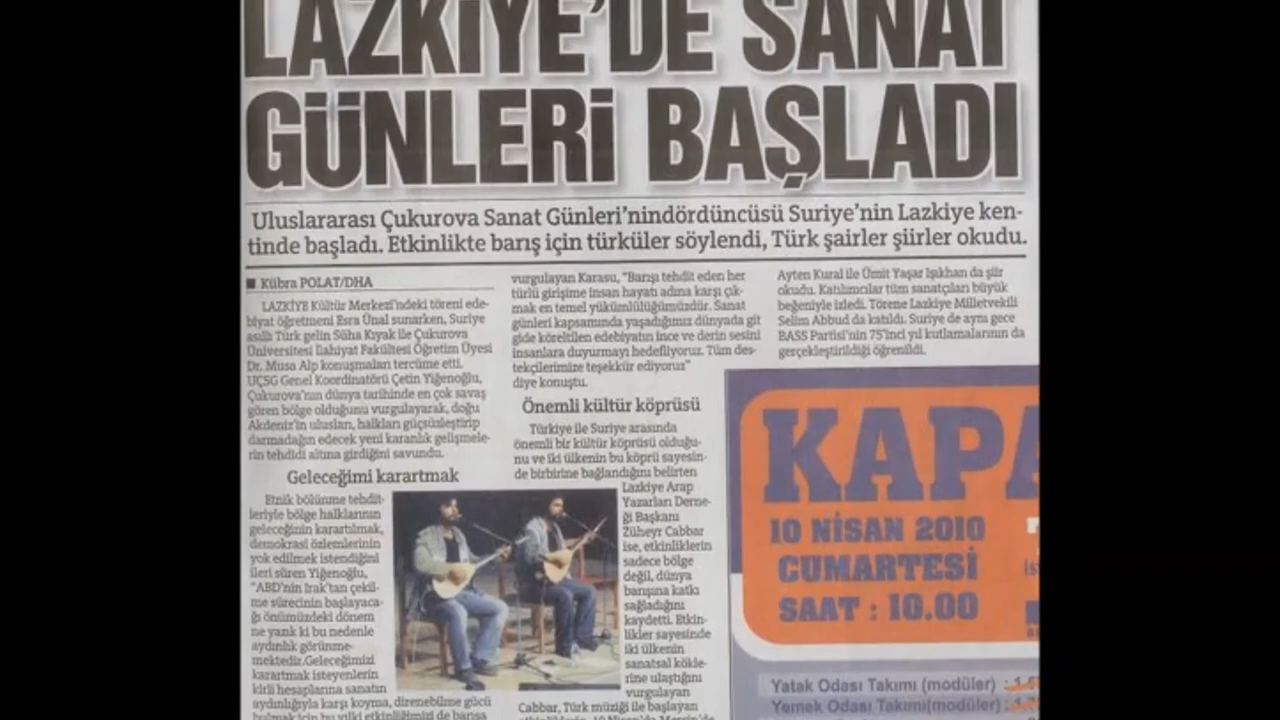 LAZKİYE'DE SANAT
GÜNLERİ BAŞLADI
Uluslararası Çukurova Sanat Günleri'nindördüncüsü Suriye'nin Lazkiye ken-
tinde başladı. Etkinlikte barış için türküler söylendi, Türk şairler şiirler okudu.
Kübra POLAT/DHA
LAZKİYE Kültür Merkezi'ndeki töreni ede-
biyat öğretmeni Esra Ünal sunarken, Suriye
asıllı Türk gelin Süha Kıyak ile Çukurova
Üniversitesi İlahiyat Fakültesi Öğretim Üyesi
Dr. Musa Alp konuşmaları tercüme etti.
UÇSG Genel Koordinatörü Çetin Yiğenoğlu,
Çukurova'nın dünya tarihinde en çok savaş
gören bölge olduğunu vurgulayarak, doğu
Akdeniz'in ulusları, halkları güçsüzleştirip
darmadağın edecek yeni karanlık gelişmele-
rin tehdidi altına girdiğini savundu.
Geleceğimi karartmak
Etnik bölünme tehdit-
leriyle bölge halklarının
geleceğinin karartılmak,
demokrasi özlemlerinin
yok edilmek istendiğini
ileri süren Yiğenoğlu,
"ABD'nin Irak'tan çekil-
me sürecinin başlayaca-
ğı önümüzdeki dönem
ne yazık ki bu nedenle
aydınlık görünme-
mektedir.Geleceğimizi
karartmak isteyenlerin
kirli hesaplarına sanatın
aydınlığıyla karşı koyma, direnebilme gücü
bulmak için bu yılki etkinliğimizi de barışa
vurgulayan Karasu, "Barışı tehdit eden her
türlü girişime insan hayatı adına karşı çık-
mak en temel yükümlülüğümüzdür. Sanat
günleri kapsamında yaşadığımız dünyada git
gide köreltilen edebiyatın ince ve derin sesini
insanlara duyurmayı hedefliyoruz. Tüm des-
tekçilerimize teşekkür ediyoruz"
diye konuştu.
Önemli kültür köprüsü
Türkiye ile Suriye arasında
önemli bir kültür köprüsü olduğu-
nu ve iki ülkenin bu köprü sayesin-
de birbirine bağlandığını belirten
Lazkiye Arap
Yazarları Derne-
ği Başkanı
Züheyr Cabbar
ise, etkinliklerin
sadece bölge
değil, dünya
barışına katkı
sağladığını
kaydetti. Etkin-
likler sayesinde
iki ülkenin
sanatsal kökle-
rine ulaştığını
vurgulayan
Cabbar, Türk müziği ile başlayan
Ayten Kural ile Ümit Yaşar Işıkhan da şiir
okudu. Katılımcılar tüm sanatçıları büyük
beğeniyle izledi. Törene Lazkiye Milletvekili
Selim Abbud da katıldı. Suriye de aynı gece
BASS Partisi'nin 75'inci yıl kutlamalarının da
gerçekleştirildiği öğrenildi.
KAPA
10 NİSAN 2010
CUMARTESİ
SAAT : 10.00
Yatak Odası Takımı (modüler) :
Yemek Odası Takımı(modüler) :